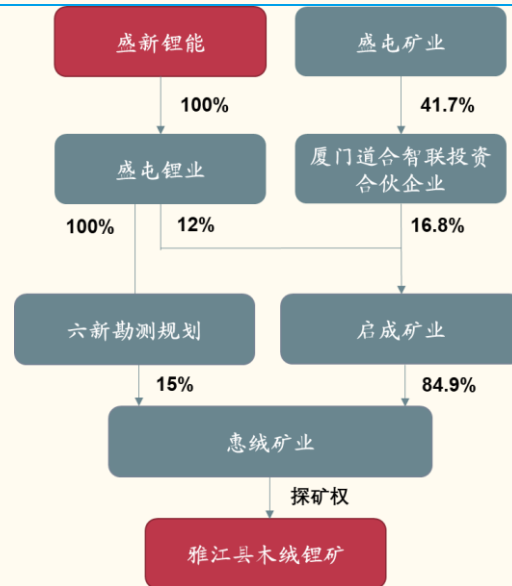 盛新锂能
盛屯矿业
100%
41.7%
盛屯锂业
厦门道合智联投资
合伙企业
100%
12%
16.8%
六新勘测规划
启成矿业
15%
84.9%
惠绒矿业
探矿权
雅江县木绒锂矿